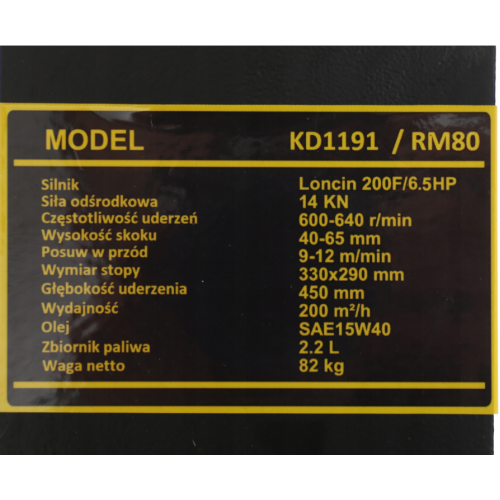 MODEL KD1191 / RM80
Silnik Loncin 200F/6.5HP
Siła odśrodkowa 14 KN
Częstotliwość uderzeń 600-640 r/min
Wysokość skoku 40-65 mm
Posuw w przód 9-12 m/min
Wymiar stopy 330x290 mm
Głębokość uderzenia 450 mm
Wydajność 200 m²/h
Olej SAE15W40
Zbiornik paliwa 2.2 L
Waga netto 82 kg